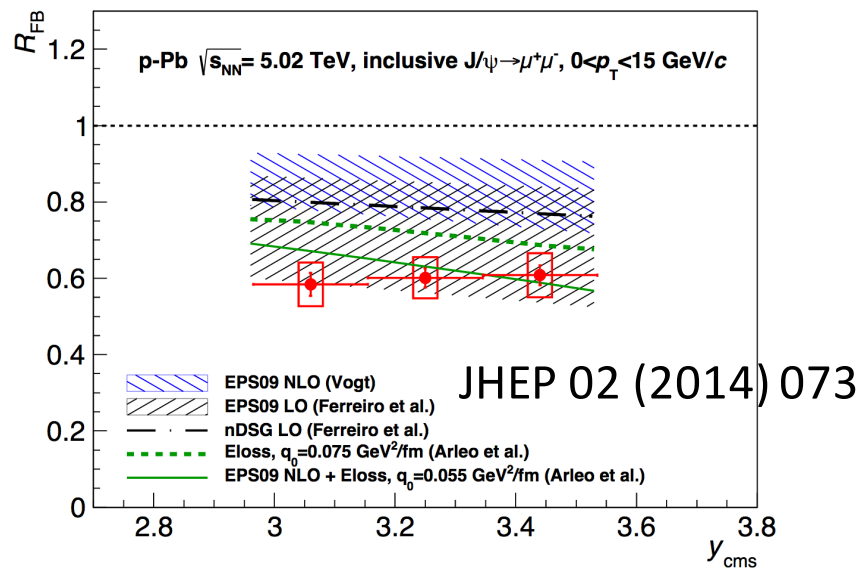 R_FB
p-Pb √s_NN= 5.02 TeV, inclusive J/ψ→μ⁺μ⁻, 0<p_T<15 GeV/c
1.2
1
0.8
0.6
0.4
0.2
0
EPS09 NLO (Vogt)
EPS09 LO (Ferreiro et al.)
nDSG LO (Ferreiro et al.)
Eloss, q₀=0.075 GeV²/fm (Arleo et al.)
EPS09 NLO + Eloss, q₀=0.055 GeV²/fm (Arleo et al.)
JHEP 02 (2014) 073
2.8 3 3.2 3.4 3.6 3.8
y_cms